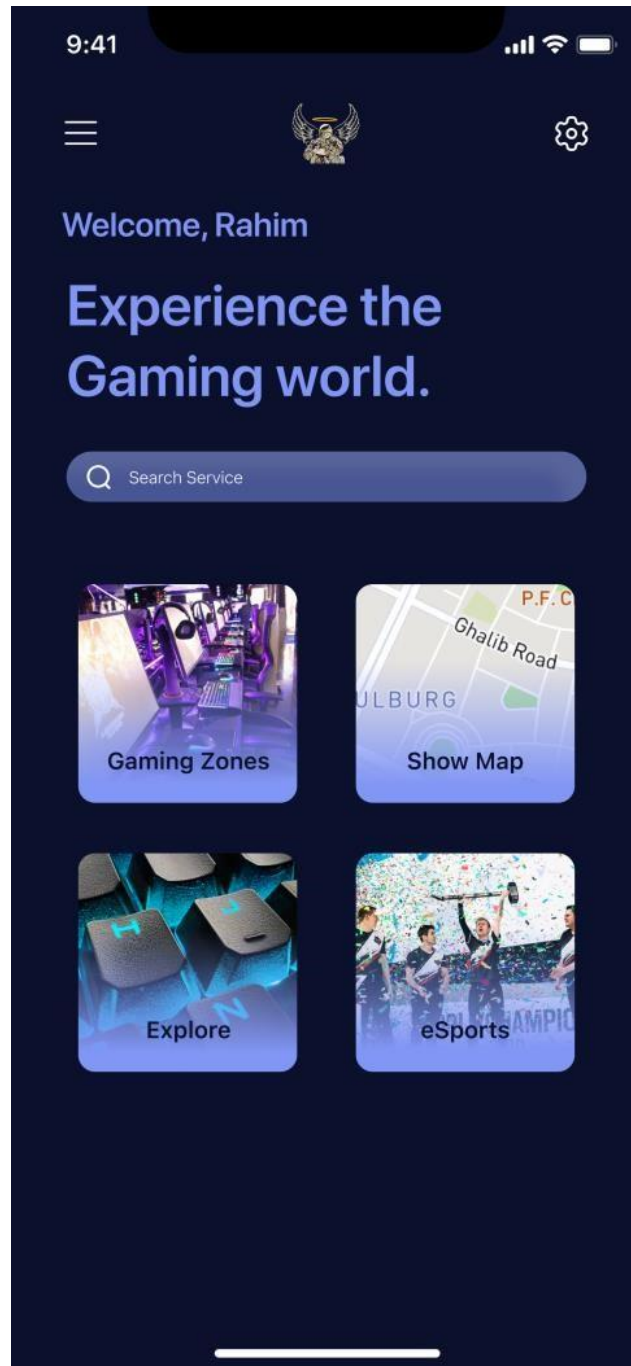 9:41
Welcome, Rahim
Experience the
Gaming world.
Search Service
P.F. C
Ghalib Road
ULBURG
Gaming Zones
Show Map
H
N
Explore
eSports